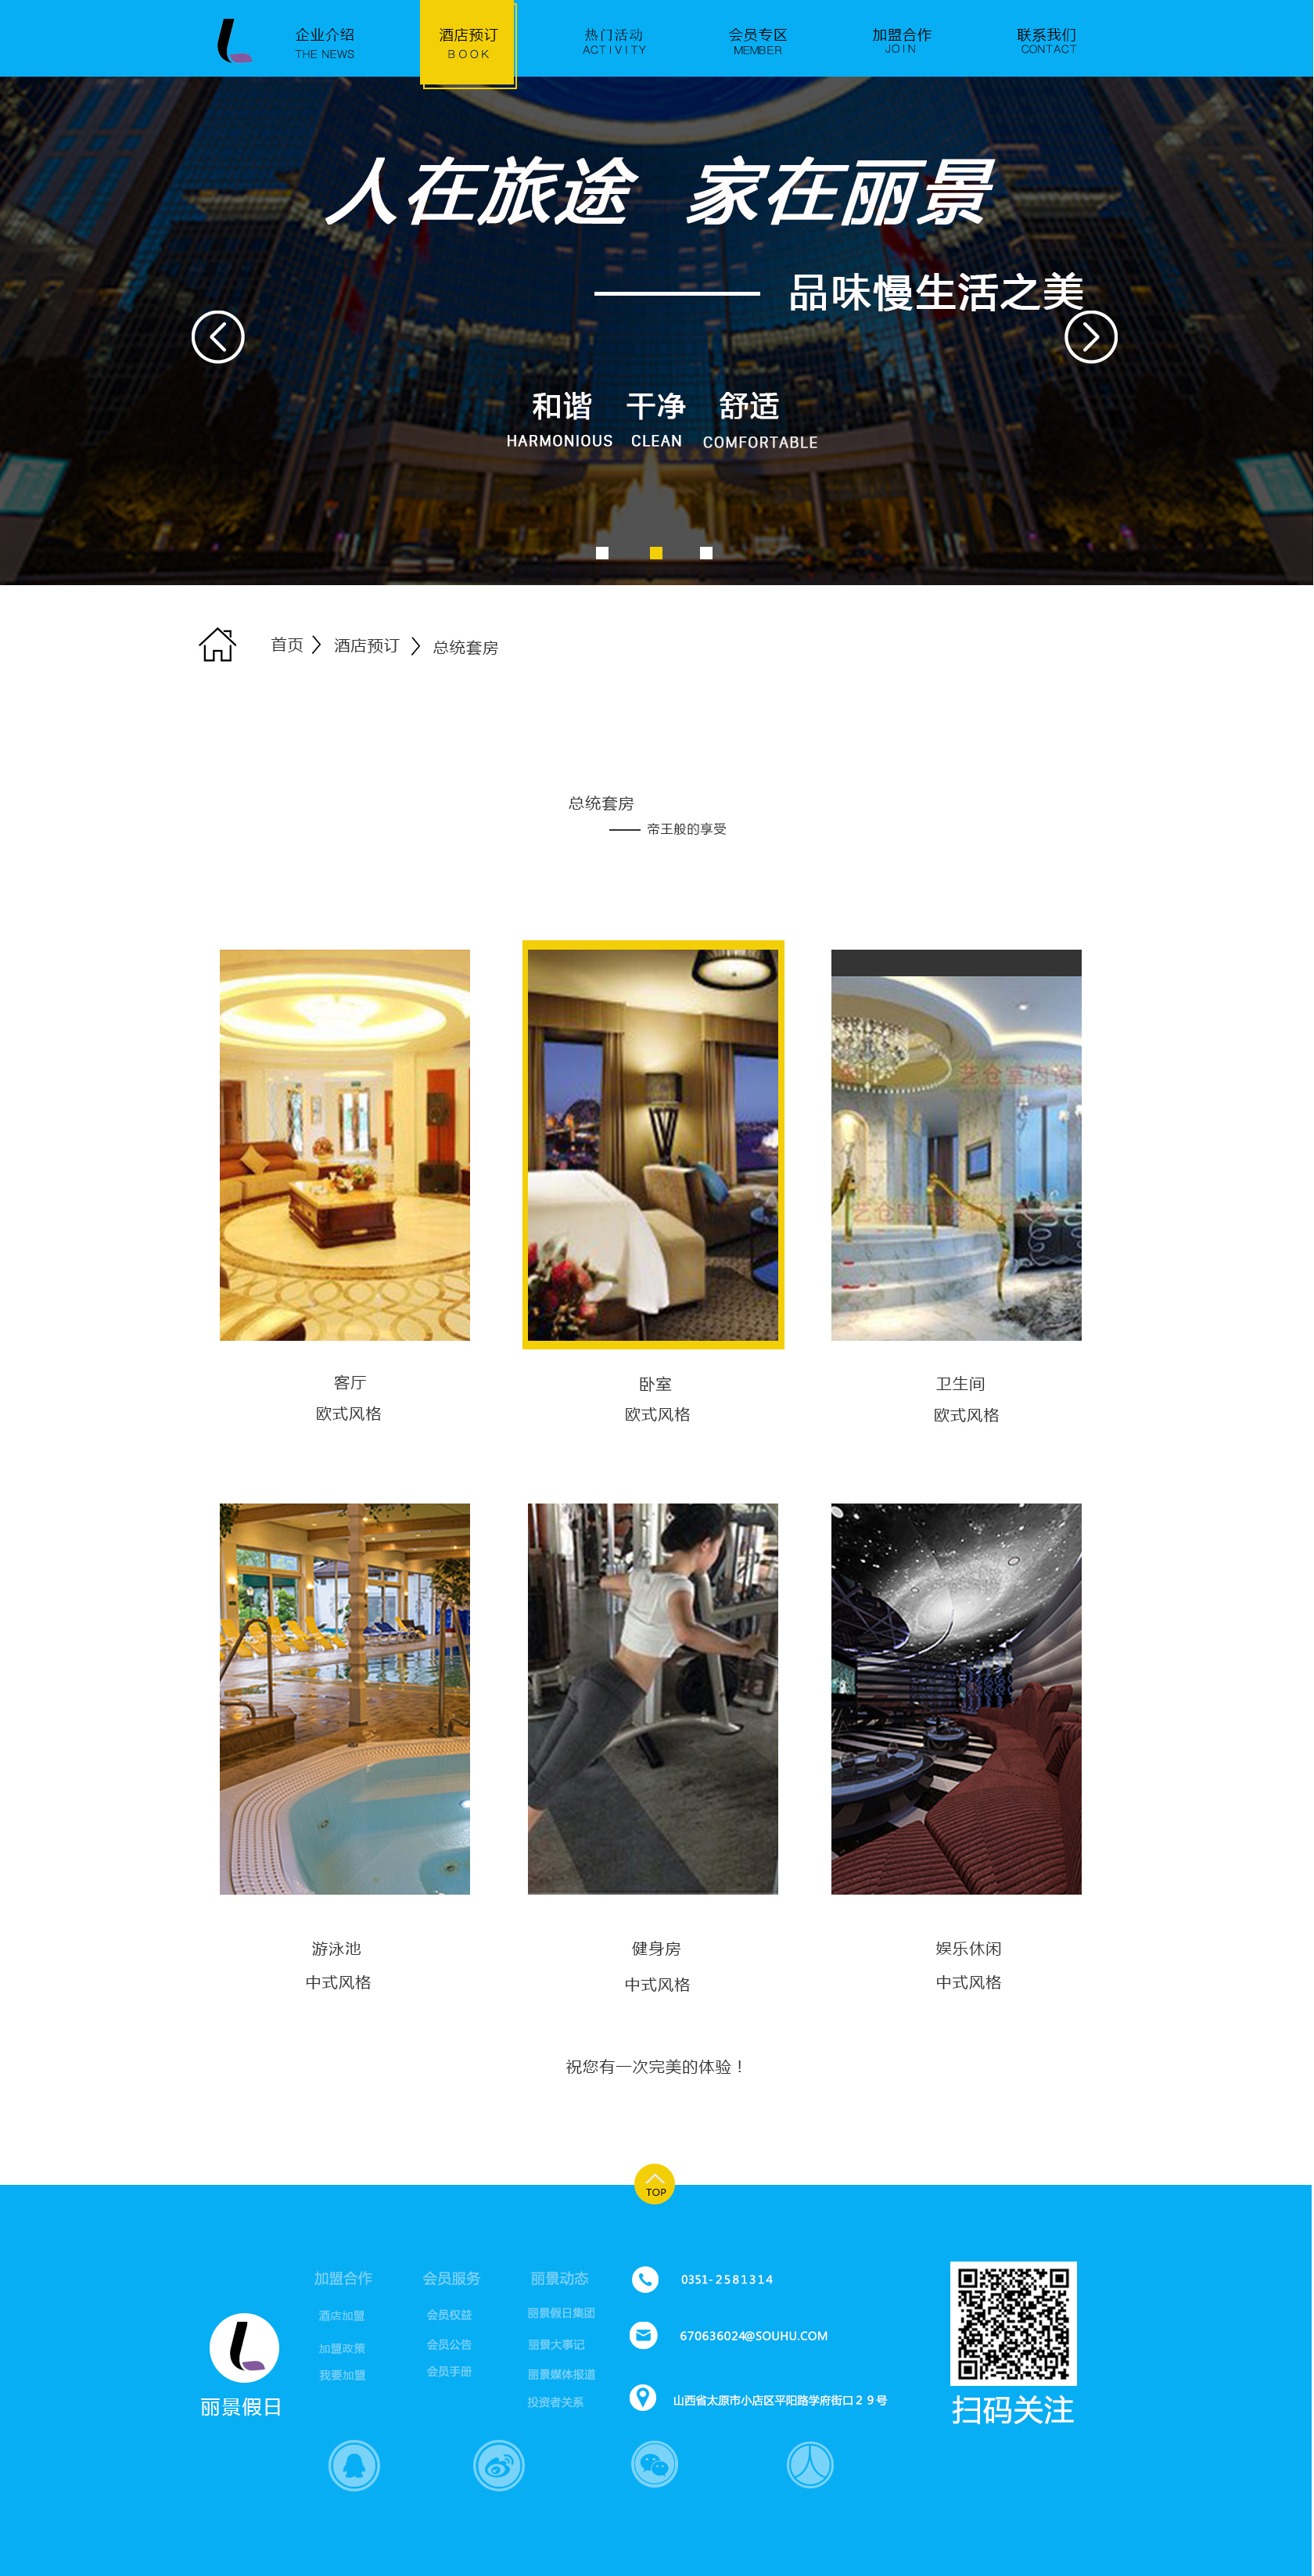 企业介绍 酒店预订 热门活动 会员专区 加盟合作 联系我们
THE NEWS BOOK ACTIVITY MEMBER JOIN CONTACT
人在旅途 家在丽景
品味慢生活之美
和谐 干净 舒适
HARMONIOUS CLEAN COMFORTABLE
首页 酒店预订 总统套房
总统套房
帝王般的享受
艺仓室内设
艺仓室内设计
客厅 卧室 卫生间
欧式风格 欧式风格 欧式风格
游泳池 健身房 娱乐休闲
中式风格 中式风格 中式风格
祝您有一次完美的体验！
TOP
加盟合作 会员服务 丽景动态 0351-2581314
酒店加盟 会员权益 丽景假日集团
加盟政策 会员公告 丽景大事记 670636024@SOUHU.COM
我要加盟 会员手册 丽景媒体报道
投资者关系 山西省太原市小店区平阳路学府街口29号
丽景假日 扫码关注